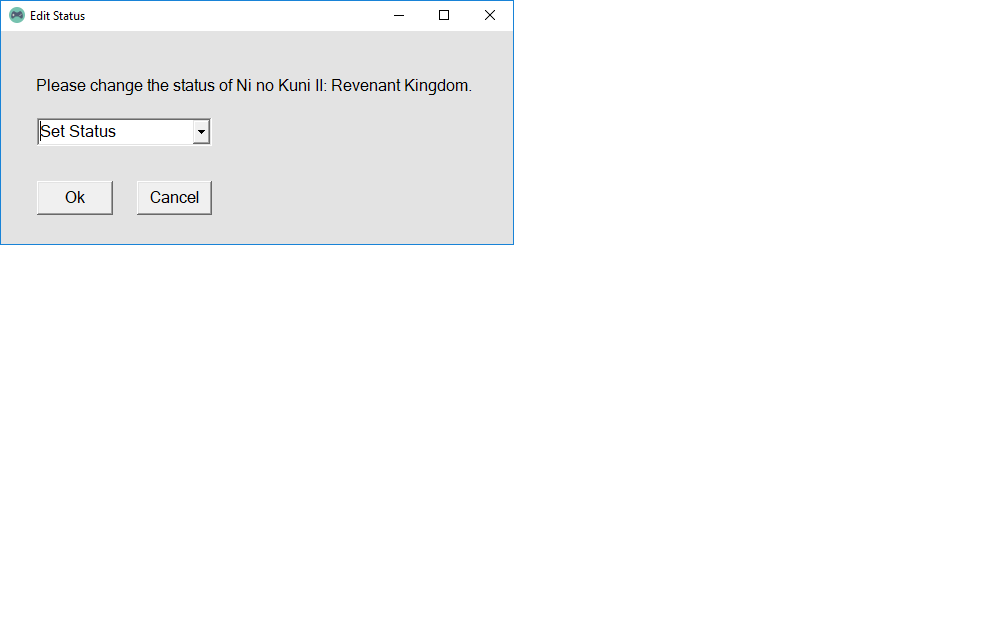 Edit Status
Please change the status of Ni no Kuni II: Revenant Kingdom.
Set Status
Ok Cancel